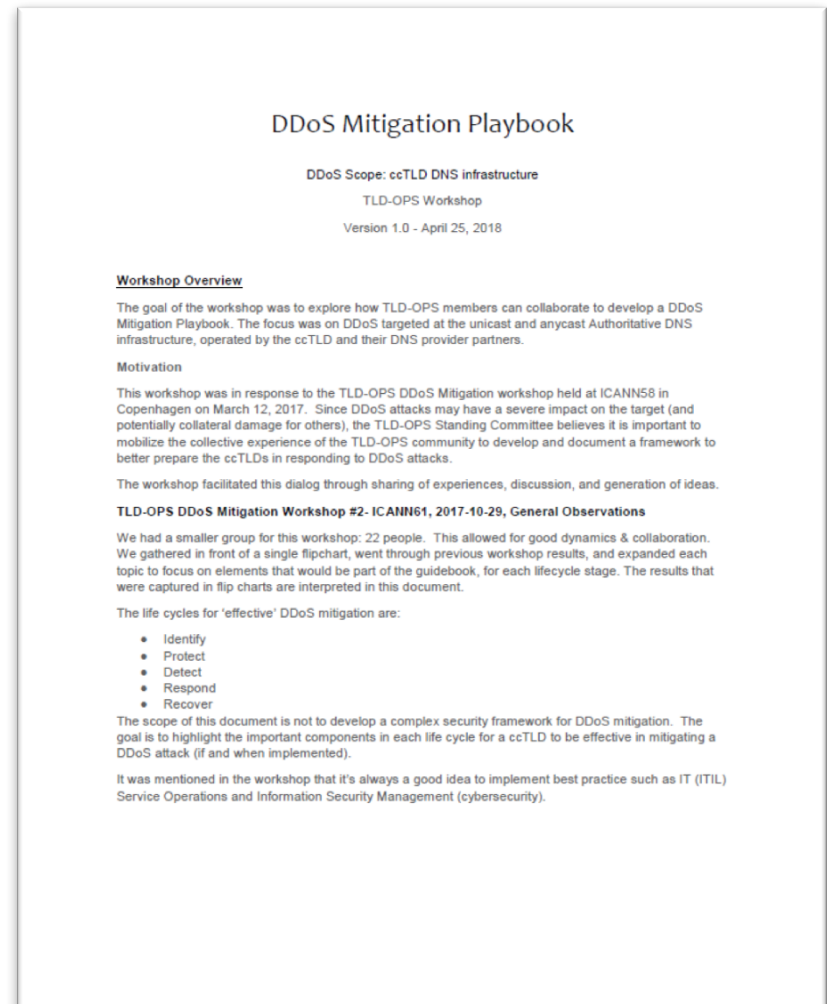 DDoS Mitigation Playbook
DDoS Scope: ccTLD DNS infrastructure
TLD-OPS Workshop
Version 1.0 - April 25, 2018
Workshop Overview
The goal of the workshop was to explore how TLD-OPS members can collaborate to develop a DDoS
Mitigation Playbook. The focus was on DDoS targeted at the unicast and anycast Authoritative DNS
infrastructure, operated by the ccTLD and their DNS provider partners.
Motivation
This workshop was in response to the TLD-OPS DDoS Mitigation workshop held at ICANN58 in
Copenhagen on March 12, 2017.  Since DDoS attacks may have a severe impact on the target (and
potentially collateral damage for others), the TLD-OPS Standing Committee believes it is important to
mobilize the collective experience of the TLD-OPS community to develop and document a framework to
better prepare the ccTLDs in responding to DDoS attacks.
The workshop facilitated this dialog through sharing of experiences, discussion, and generation of ideas.
TLD-OPS DDoS Mitigation Workshop #2- ICANN61, 2017-10-29, General Observations
We had a smaller group for this workshop: 22 people.  This allowed for good dynamics & collaboration.
We gathered in front of a single flipchart, went through previous workshop results, and expanded each
topic to focus on elements that would be part of the guidebook, for each lifecycle stage. The results that
were captured in flip charts are interpreted in this document.
The life cycles for 'effective' DDoS mitigation are:
● Identify
● Protect
● Detect
● Respond
● Recover
The scope of this document is not to develop a complex security framework for DDoS mitigation.  The
goal is to highlight the important components in each life cycle for a ccTLD to be effective in mitigating a
DDoS attack (if and when implemented).
It was mentioned in the workshop that it's always a good idea to implement best practice such as IT (ITIL)
Service Operations and Information Security Management (cybersecurity).